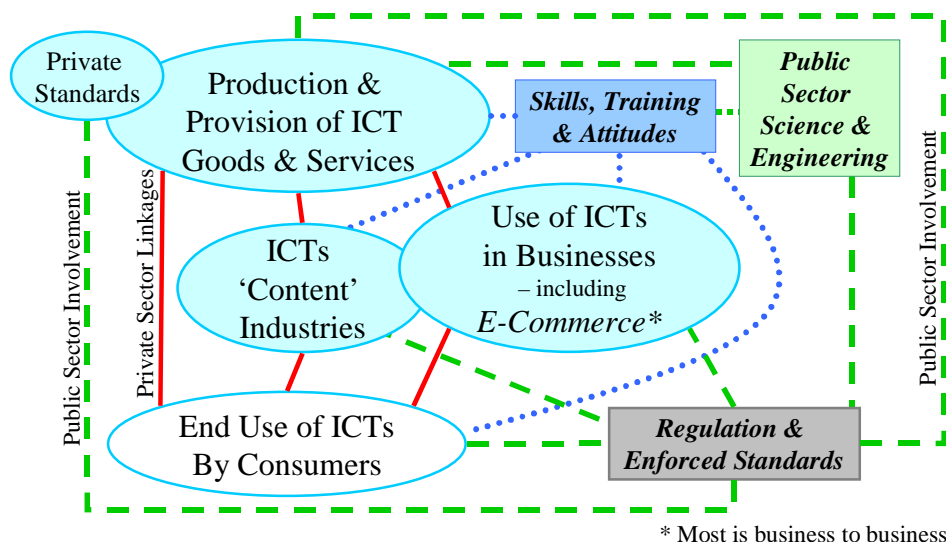 Private
Standards
Production &
Provision of ICT
Goods & Services
Skills, Training
& Attitudes
Public
Sector
Science &
Engineering
Public Sector Involvement
Private Sector Linkages
ICTs
‘Content’
Industries
Use of ICTs
in Businesses
– including
E-Commerce*
Public Sector Involvement
End Use of ICTs
By Consumers
Regulation &
Enforced Standards
* Most is business to business